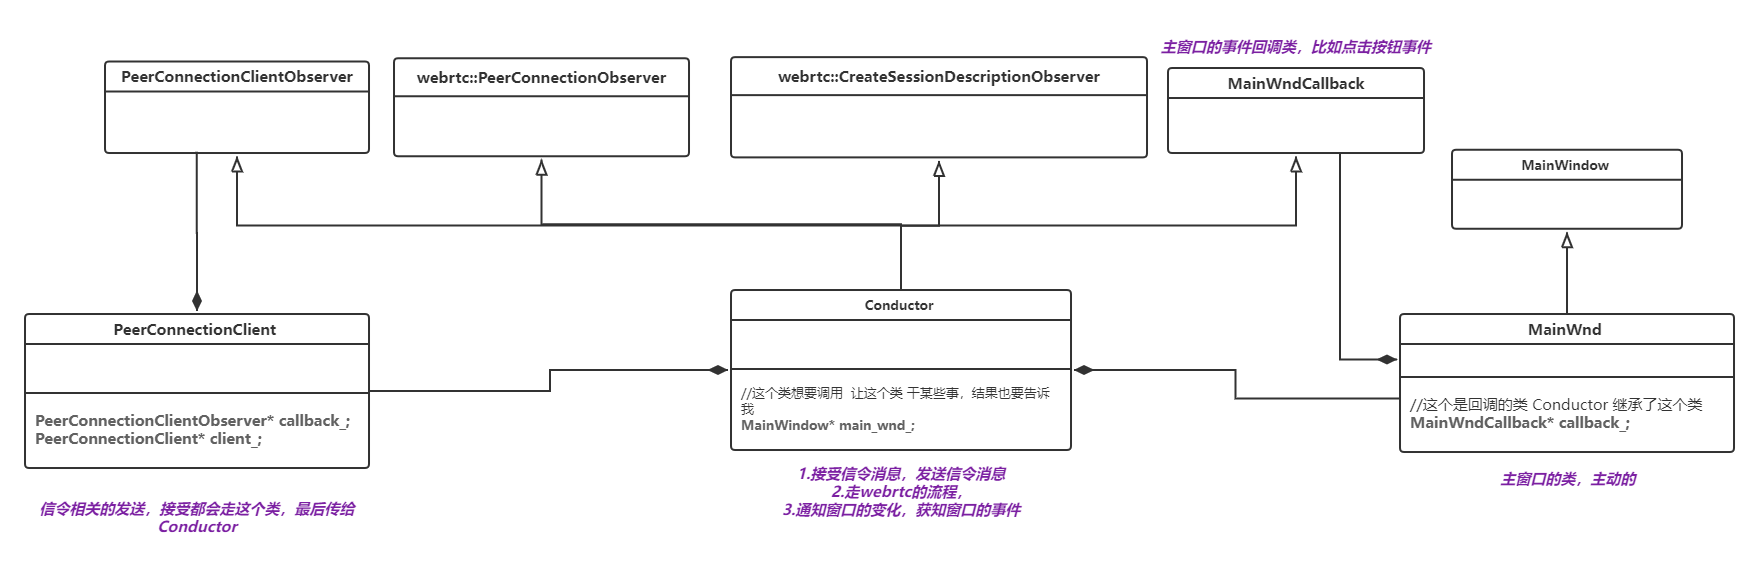 主窗口的事件回调类，比如点击按钮事件
PeerConnectionClientObserver
webrtc::PeerConnectionObserver
webrtc::CreateSessionDescriptionObserver
MainWndCallback
MainWindow
PeerConnectionClient
PeerConnectionClientObserver* callback_;
PeerConnectionClient* client_;
信令相关的发送，接受都会走这个类，最后传给
Conductor
Conductor
//这个类想要调用  让这个类 干某些事，结果也要告诉
我
MainWindow* main_wnd_;
1.接受信令消息，发送信令消息
2.走webrtc的流程，
3.通知窗口的变化，获知窗口的事件
MainWnd
//这个是回调的类 Conductor 继承了这个类
MainWndCallback* callback_;
主窗口的类，主动的